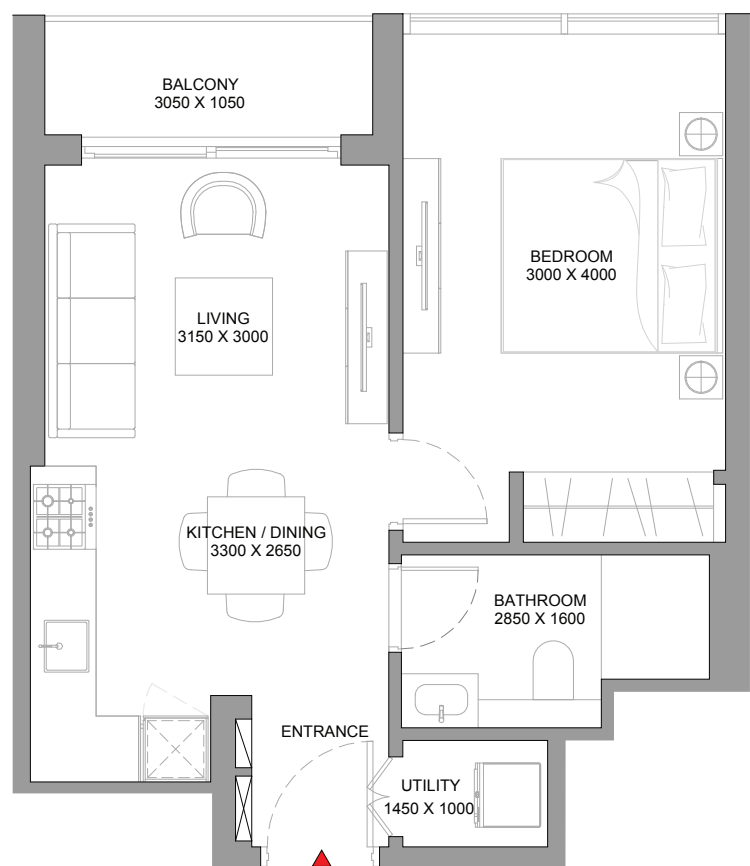 BALCONY
3050 X 1050
BEDROOM
3000 X 4000
LIVING
3150 X 3000
KITCHEN / DINING
3300 X 2650
BATHROOM
2850 X 1600
ENTRANCE
UTILITY
1450 X 1000